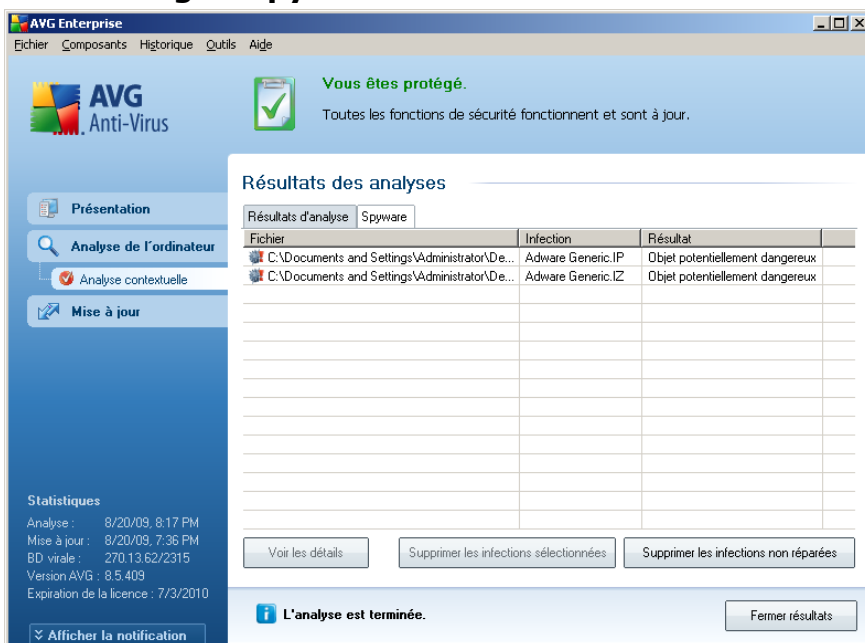 AVG Enterprise
Fichier Composants Historique Outils Aide
AVG
Anti-Virus
Vous êtes protégé.
Toutes les fonctions de sécurité fonctionnent et sont à jour.
Présentation
Analyse de l´ordinateur
Analyse contextuelle
Mise à jour
Résultats des analyses
Résultats d'analyse Spyware
Fichier Infection Résultat
C:\Documents and Settings\Administrator\De... Adware Generic.IP Objet potentiellement dangereux
C:\Documents and Settings\Administrator\De... Adware Generic.IZ Objet potentiellement dangereux
Voir les détails Supprimer les infections sélectionnées Supprimer les infections non réparées
Statistiques
Analyse : 8/20/09, 8:17 PM
Mise à jour : 8/20/09, 7:36 PM
BD virale : 270.13.62/2315
Version AVG : 8.5.409
Expiration de la licence : 7/3/2010
Afficher la notification
L'analyse est terminée.
Fermer résultats